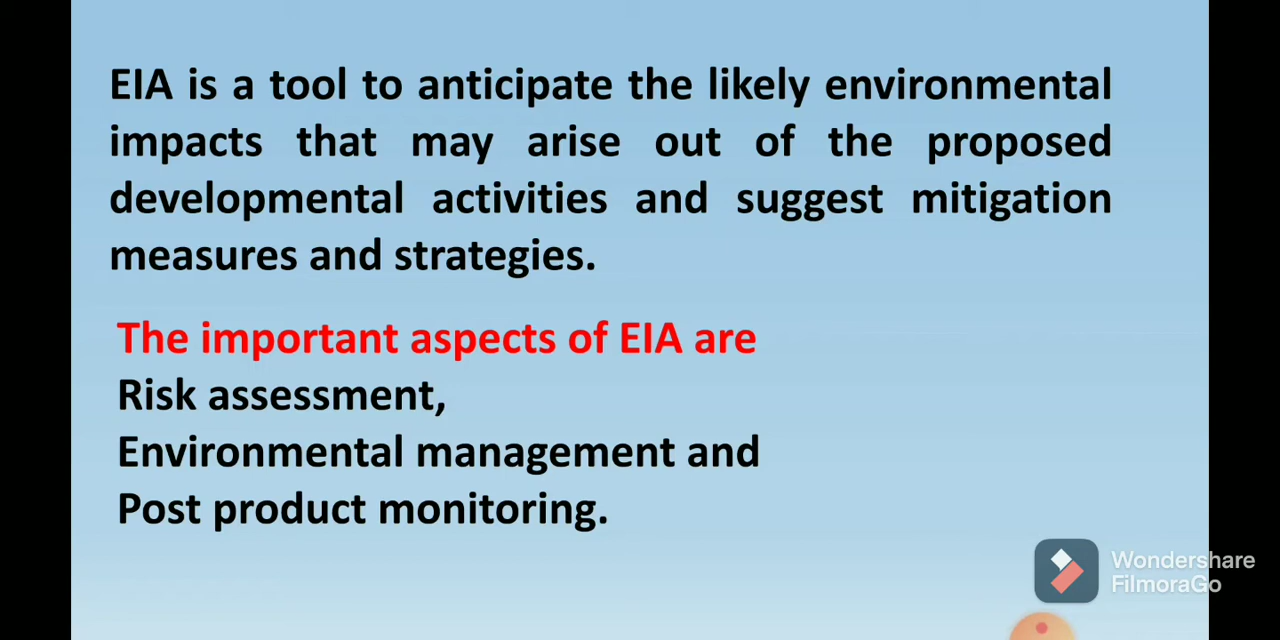 EIA is a tool to anticipate the likely environmental
impacts that may arise out of the proposed
developmental activities and suggest mitigation
measures and strategies.
The important aspects of EIA are
Risk assessment,
Environmental management and
Post product monitoring.
Wondershare
FilmoraGo